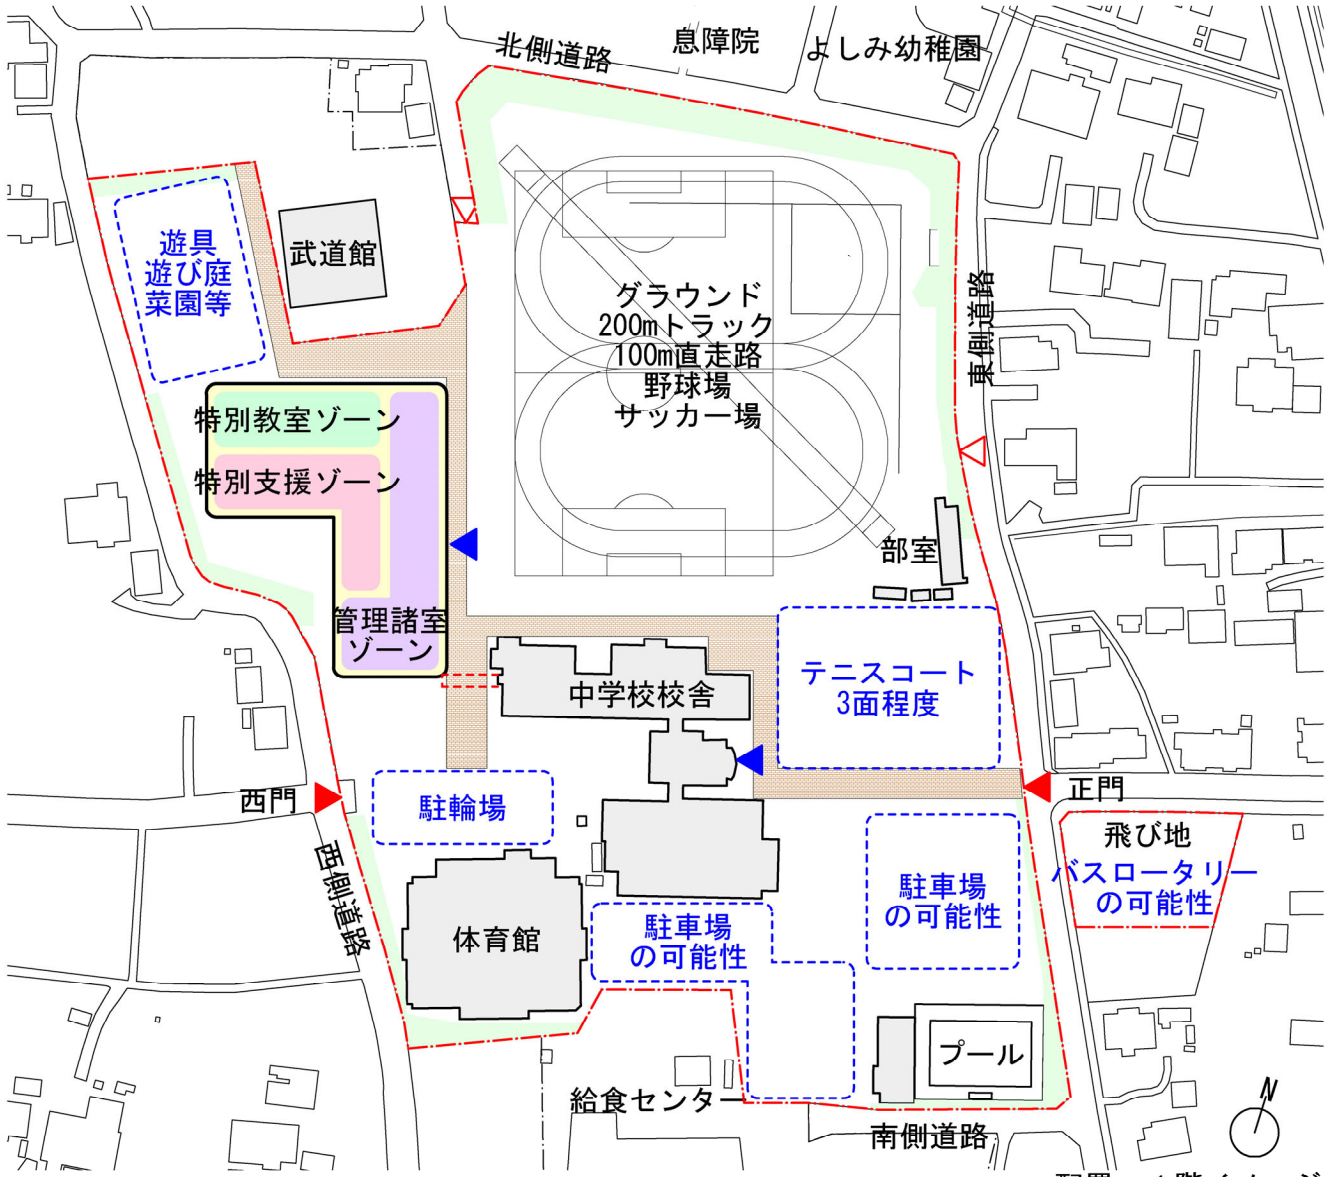 北側道路
息障院
よしみ幼稚園
武道館
遊具
遊び庭
菜園等
グラウンド
200mトラック
100m直走路
野球場
サッカー場
東側道路
特別教室ゾーン
特別支援ゾーン
部室
管理諸室
ゾーン
中学校校舎
テニスコート
3面程度
西門
駐輪場
正門
飛び地
バスロータリー
の可能性
西側道路
体育館
駐車場
の可能性
駐車場
の可能性
プール
給食センター
南側道路
N